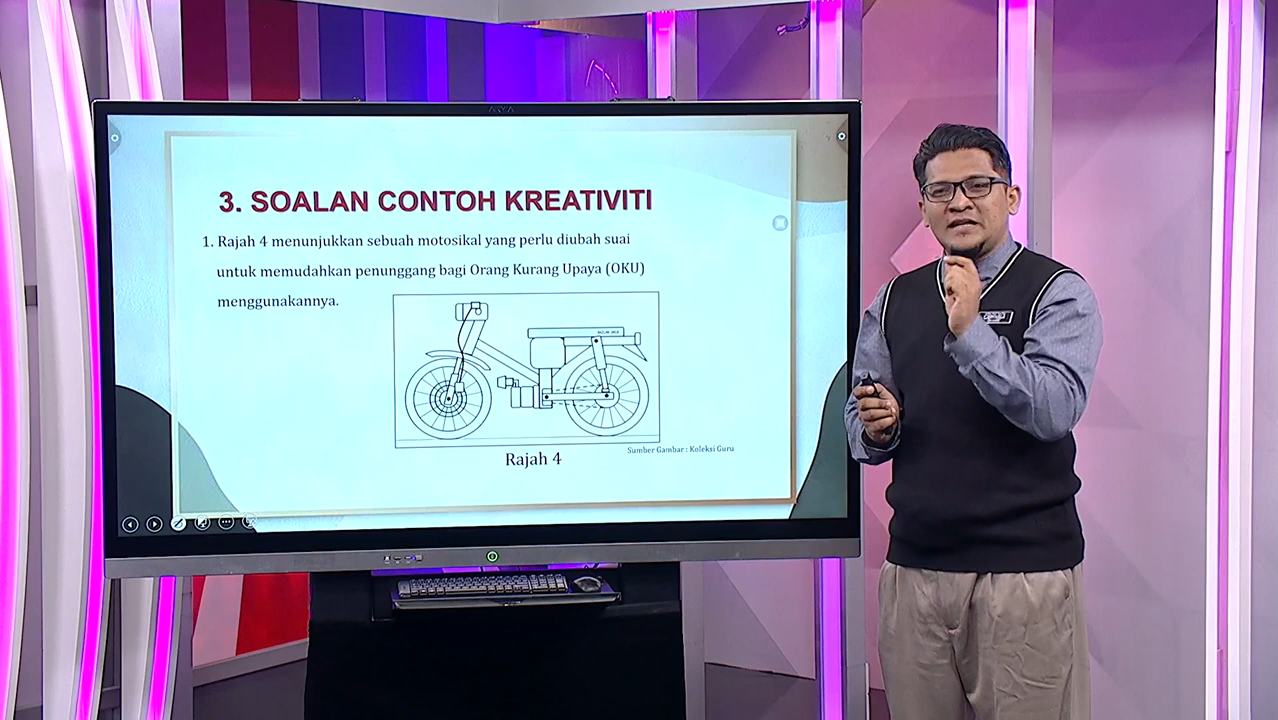 3. SOALAN CONTOH KREATIVITI
1. Rajah 4 menunjukkan sebuah motosikal yang perlu diubah suai
untuk memudahkan penunggang bagi Orang Kurang Upaya (OKU)
menggunakannya.
Rajah 4
Sumber Gambar : Koleksi Guru